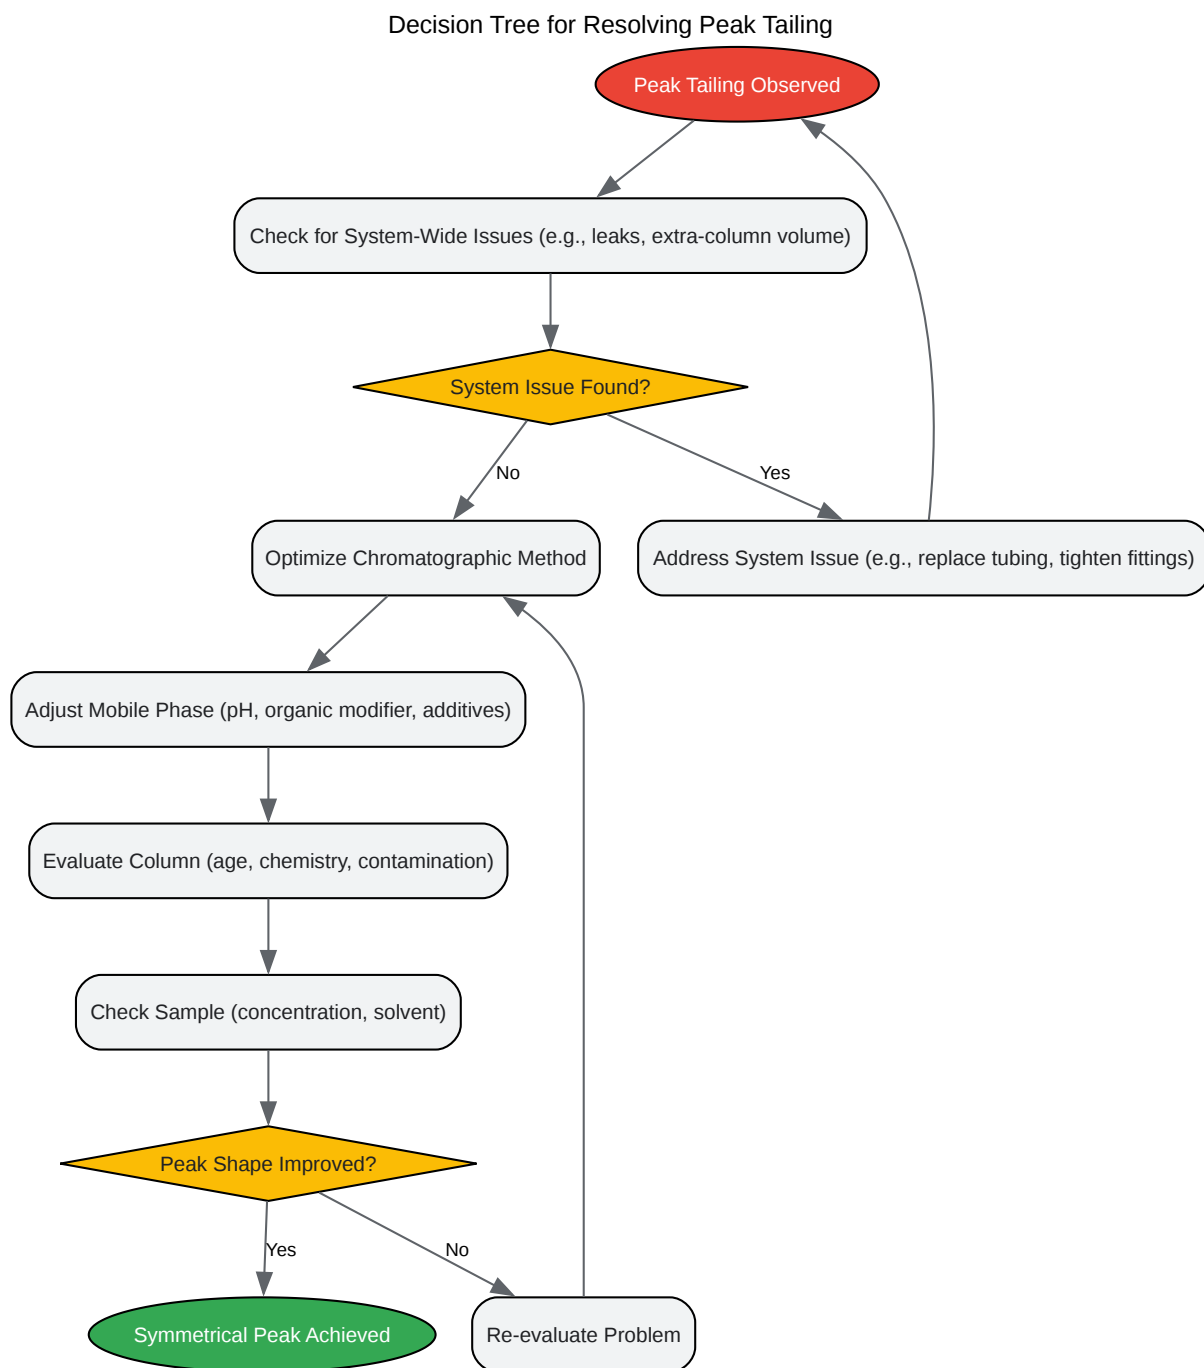 Decision Tree for Resolving Peak Tailing
Peak Tailing Observed
Check for System-Wide Issues (e.g., leaks, extra-column volume)
System Issue Found?
No
Yes
Optimize Chromatographic Method
Address System Issue (e.g., replace tubing, tighten fittings)
Adjust Mobile Phase (pH, organic modifier, additives)
Evaluate Column (age, chemistry, contamination)
Check Sample (concentration, solvent)
Peak Shape Improved?
Yes
No
Symmetrical Peak Achieved
Re-evaluate Problem